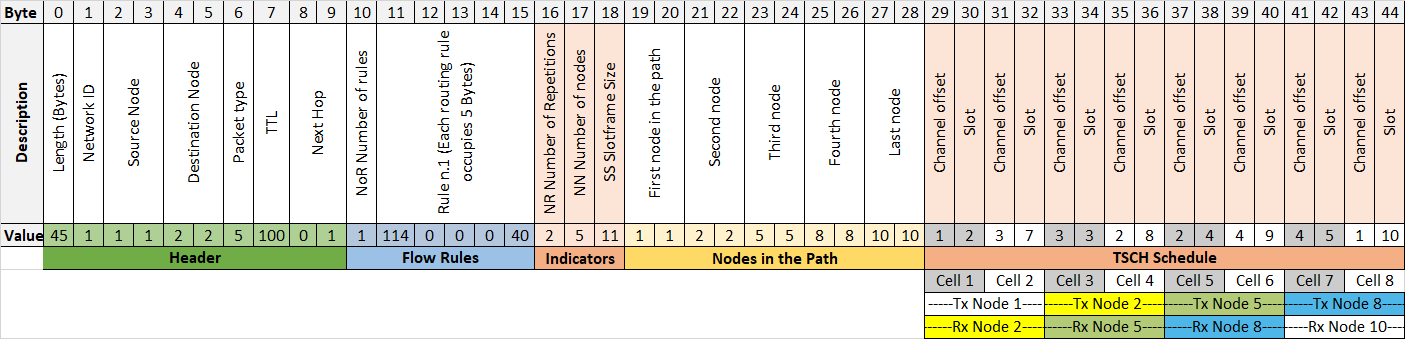 Byte 0 1 2 3 4 5 6 7 8 9 10 11 12 13 14 15 16 17 18 19 20 21 22 23 24 25 26 27 28 29 30 31 32 33 34 35 36 37 38 39 40 41 42 43 44
Description
Length (Bytes)
Network ID
Source Node
Destination Node
Packet type
TTL
Next Hop
NoR Number of rules
Rule n.1 (Each routing rule
occupies 5 Bytes)
NR Number of Repetitions
NN Number of nodes
SS Slotframe Size
First node in the path
Second node
Third node
Fourth node
Last node
Channel offset
Slot
Channel offset
Slot
Channel offset
Slot
Channel offset
Slot
Channel offset
Slot
Channel offset
Slot
Channel offset
Slot
Channel offset
Slot
Value 45 1 1 1 2 2 5 100 0 1 1 114 0 0 0 40 2 5 11 1 1 2 2 5 5 8 8 10 10 1 2 3 7 3 3 2 8 2 4 4 9 4 5 1 10
Header Flow Rules Indicators Nodes in the Path TSCH Schedule
Cell 1 Cell 2 Cell 3 Cell 4 Cell 5 Cell 6 Cell 7 Cell 8
-----Tx Node 1-----------Tx Node 2-----------Tx Node 5-----------Tx Node 8-----
-----Rx Node 2-----------Rx Node 5-----------Rx Node 8-----------Rx Node 10----